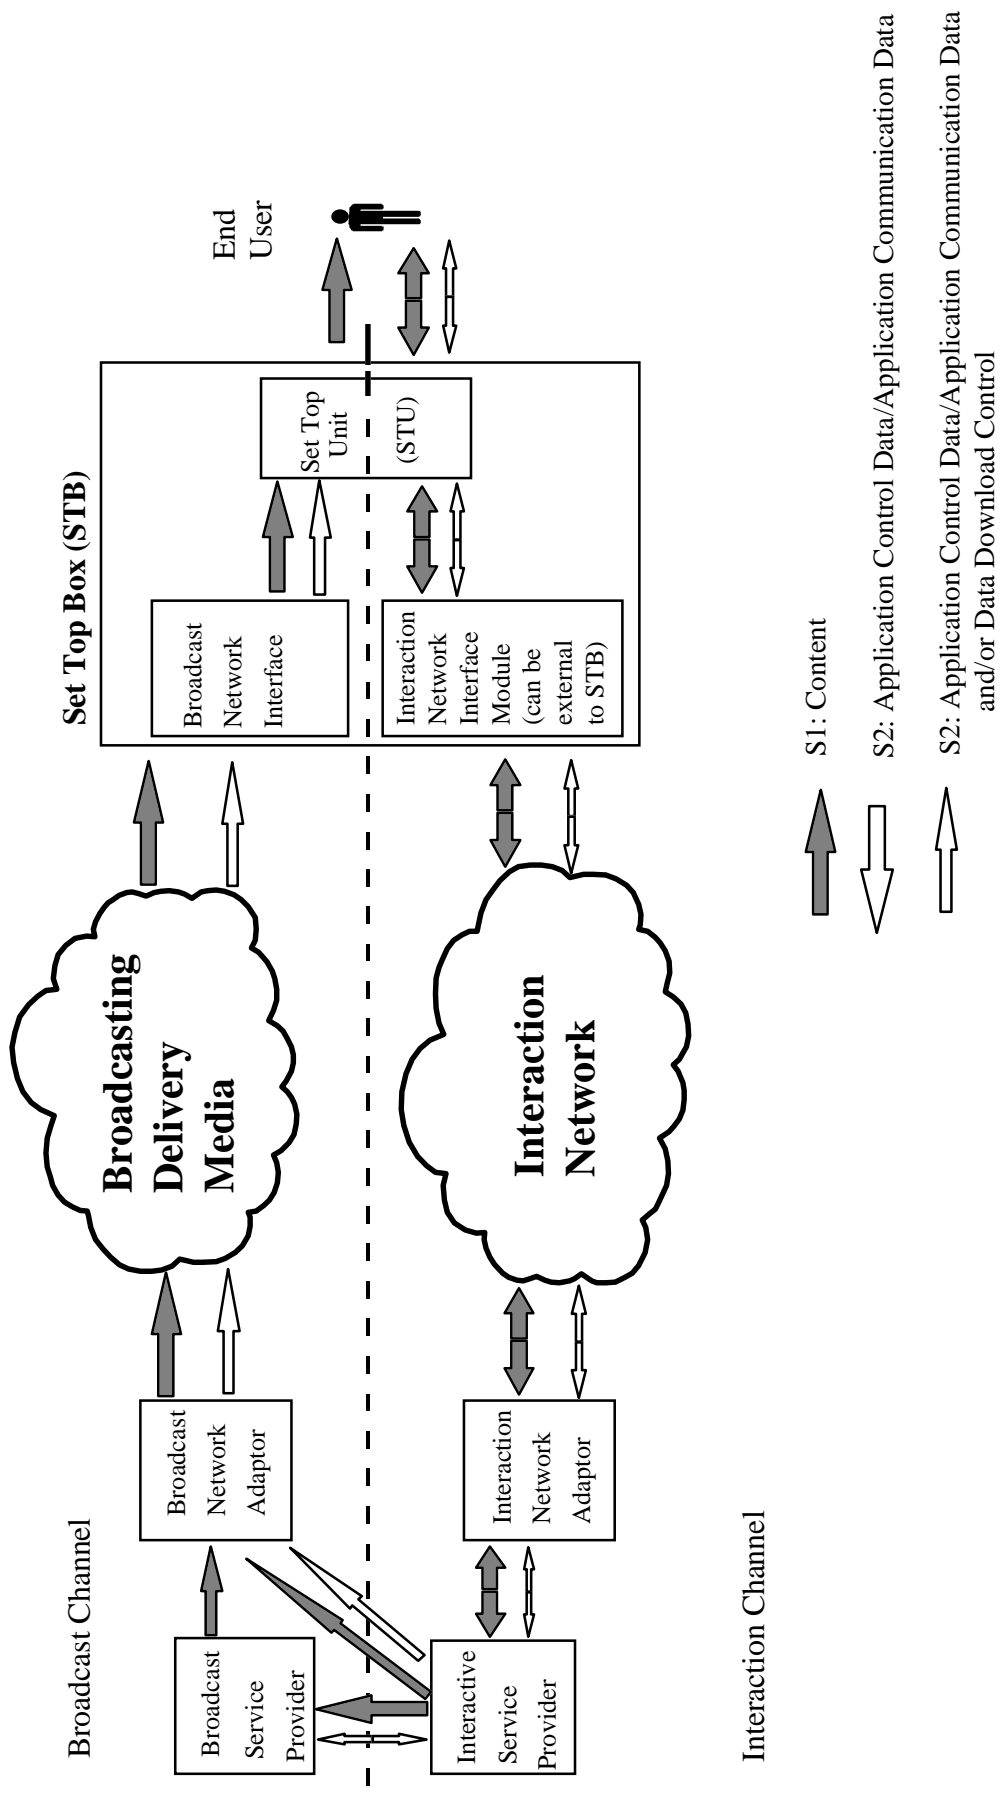 Broadcast Channel
Broadcast
Service
Provider
Broadcast
Network
Adaptor
Broadcasting
Delivery
Media
Set Top Box (STB)
Broadcast
Network
Interface
Set Top
Unit
(STU)
End
User
Interactive
Service
Provider
Interaction
Network
Adaptor
Interaction
Network
Interaction
Network
Interface
Module
(can be
external
to STB)
Interaction Channel
S1: Content
S2: Application Control Data/Application Communication Data
S2: Application Control Data/Application Communication Data
and/or Data Download Control